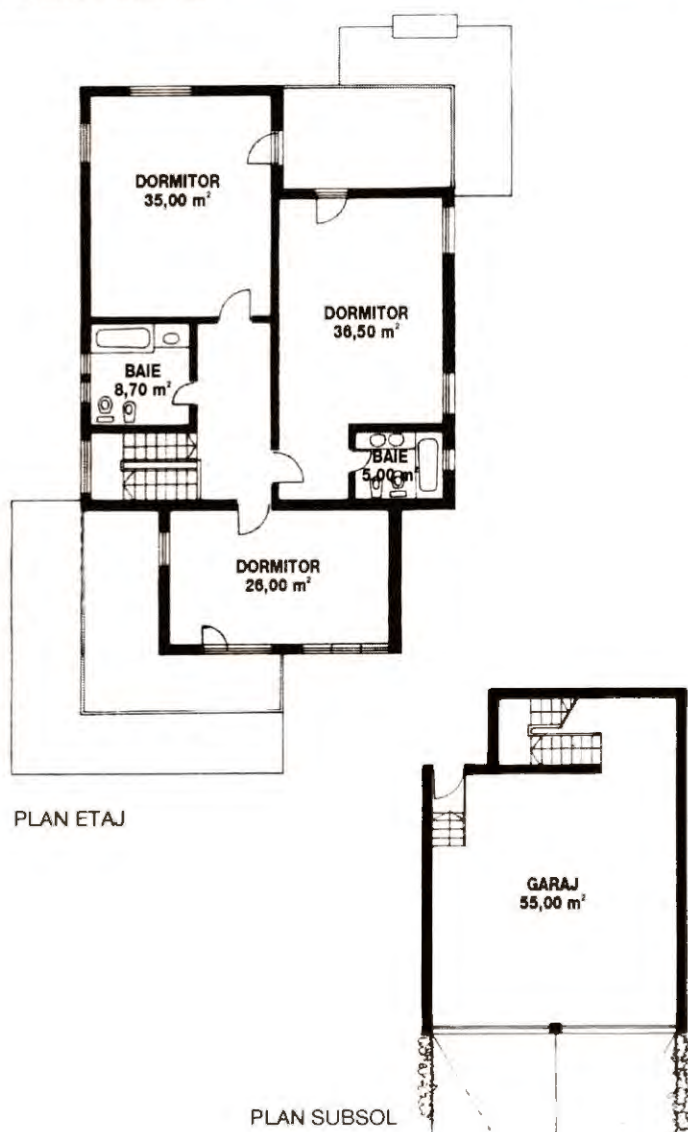 DORMITOR
35,00 m²
DORMITOR
36,50 m²
BAIE
8,70 m²
BAIE
5,00 m²
DORMITOR
26,00 m²
PLAN ETAJ
GARAJ
55,00 m²
PLAN SUBSOL